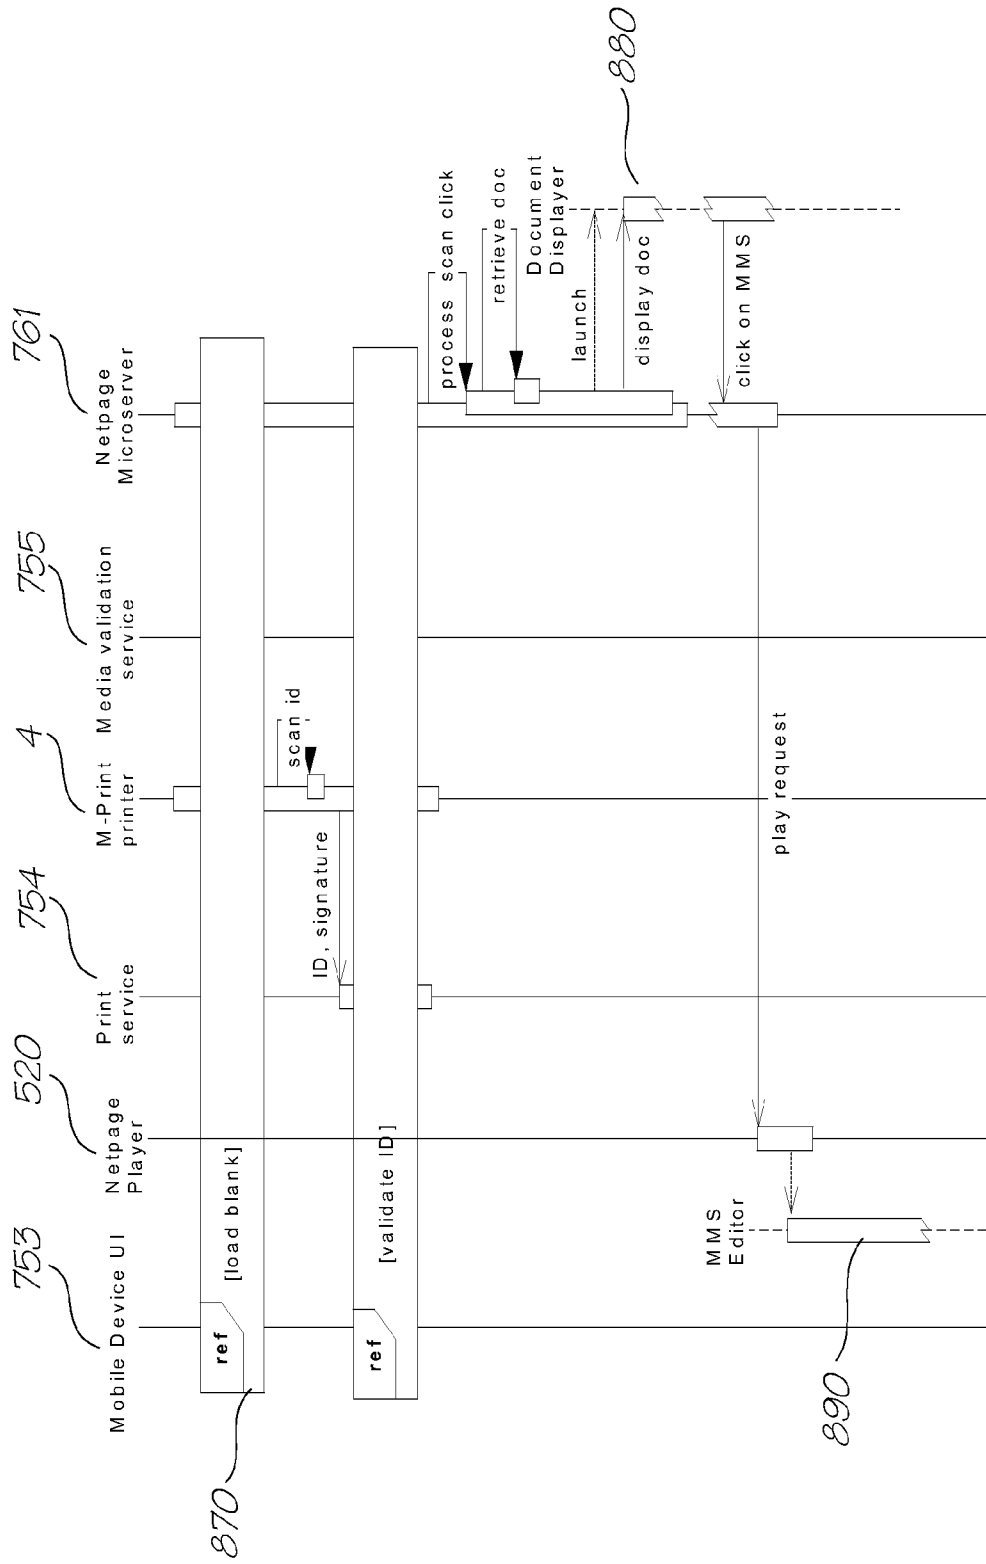 753
520
754
4
755
761
Mobile Device UI
Netpage
Player
Print
service
M-Print
printer
Media validation
service
Netpage
Microserver
870
ref
[load blank]
scan id
ID, signature
ref
[validate ID]
process scan click
retrieve doc
Document
Displayer
launch
display doc
880
click on MMS
play request
MMS
Editor
890